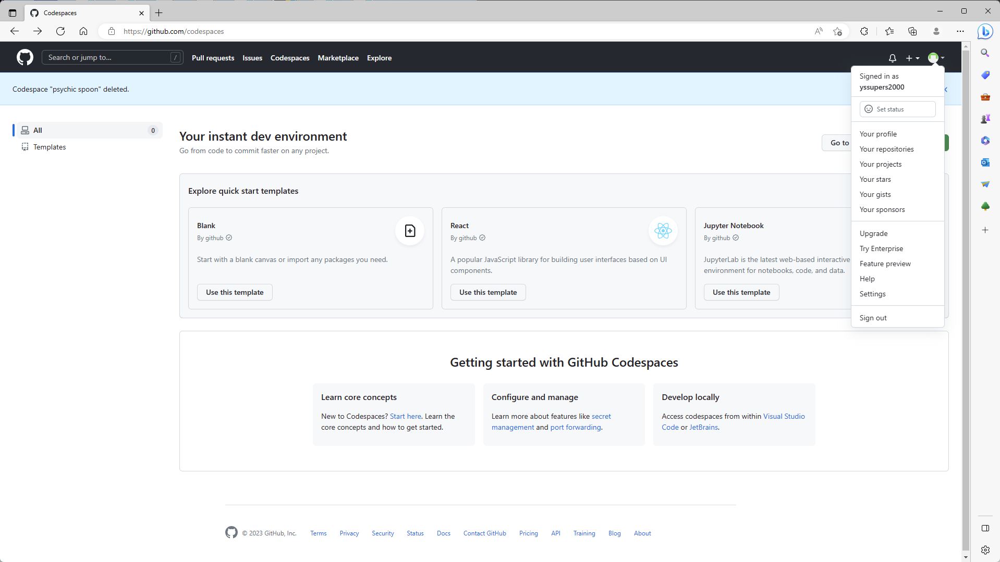 Codespaces
https://github.com/codespaces
Search or jump to... /
Pull requests Issues Codespaces Marketplace Explore
Codespace "psychic spoon" deleted.
Signed in as
yssupers2000
Set status
Your profile
Your repositories
Your projects
Your stars
Your gists
Your sponsors
Upgrade
Try Enterprise
Feature preview
Help
Settings
Sign out
All 0
Templates
Your instant dev environment
Go from code to commit faster on any project.
Go to
Explore quick start templates
Blank
By github
Start with a blank canvas or import any packages you need.
Use this template
React
By github
A popular JavaScript library for building user interfaces based on UI
components.
Use this template
Jupyter Notebook
By github
JupyterLab is the latest web-based interactive
environment for notebooks, code, and data.
Use this template
Getting started with GitHub Codespaces
Learn core concepts
New to Codespaces? Start here. Learn the
core concepts and how to get started.
Configure and manage
Learn more about features like secret
management and port forwarding.
Develop locally
Access codespaces from within Visual Studio
Code or JetBrains.
© 2023 GitHub, Inc. Terms Privacy Security Status Docs Contact GitHub Pricing API Training Blog About